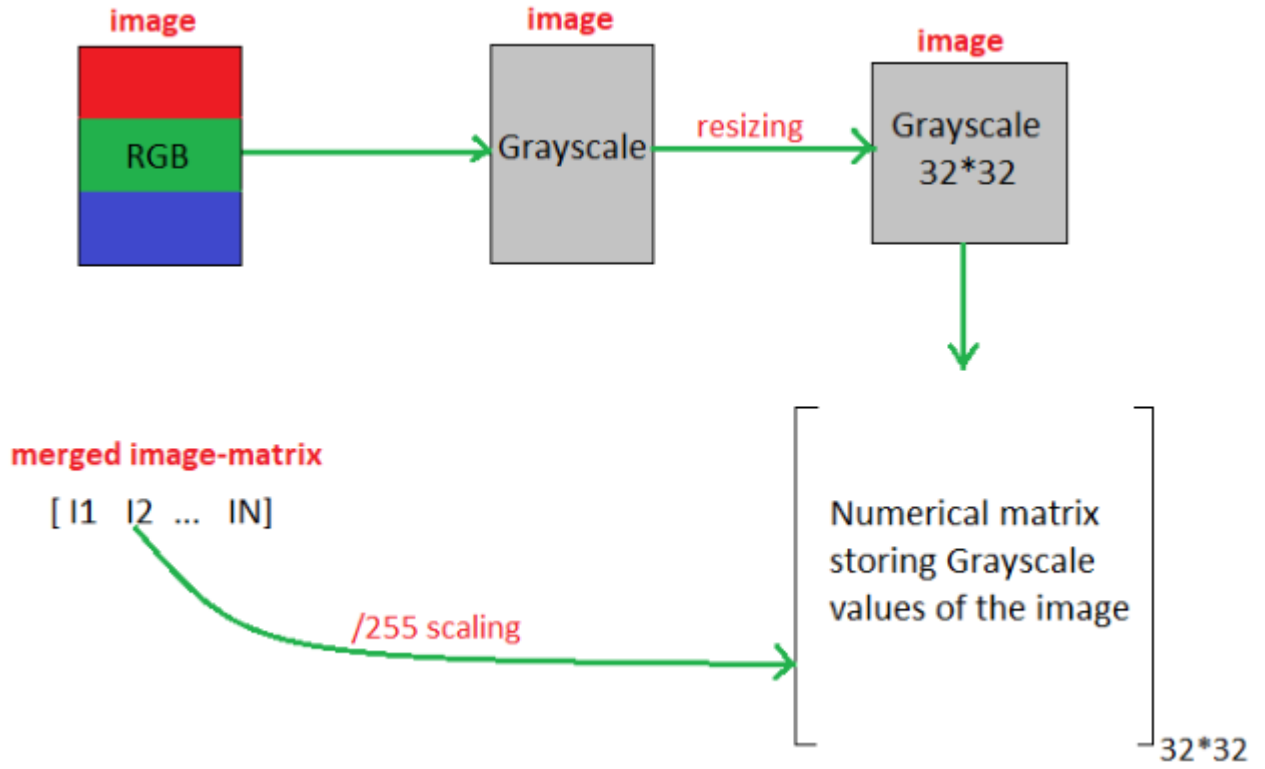 image
image
image
RGB
Grayscale
resizing
Grayscale
32*32
merged image-matrix
[ I1 I2 ... IN]
/255 scaling
Numerical matrix
storing Grayscale
values of the image
32*32